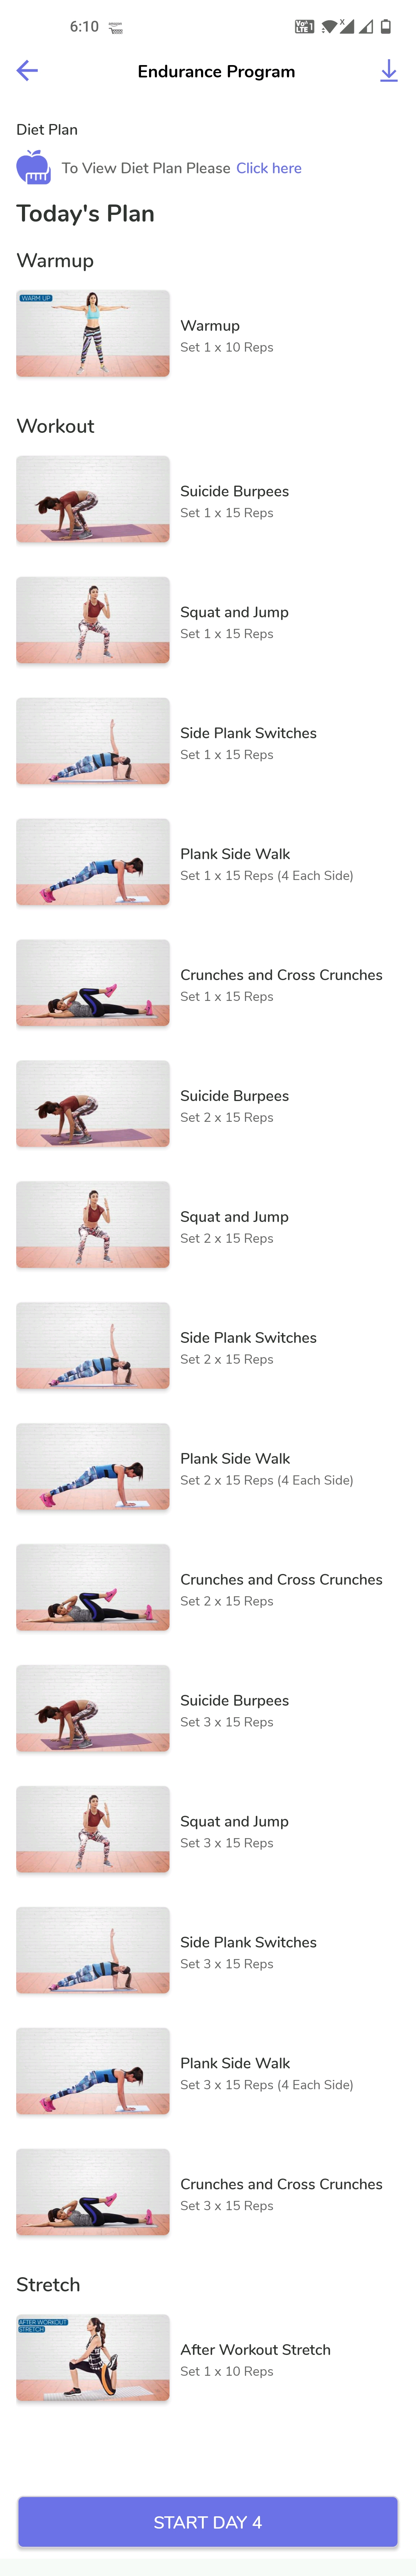 6:10
Vo 1
LTE
X
Endurance Program
Diet Plan
To View Diet Plan Please Click here
Today's Plan
Warmup
WARM UP
Warmup
Set 1 x 10 Reps
Workout
Suicide Burpees
Set 1 x 15 Reps
Squat and Jump
Set 1 x 15 Reps
Side Plank Switches
Set 1 x 15 Reps
Plank Side Walk
Set 1 x 15 Reps (4 Each Side)
Crunches and Cross Crunches
Set 1 x 15 Reps
Suicide Burpees
Set 2 x 15 Reps
Squat and Jump
Set 2 x 15 Reps
Side Plank Switches
Set 2 x 15 Reps
Plank Side Walk
Set 2 x 15 Reps (4 Each Side)
Crunches and Cross Crunches
Set 2 x 15 Reps
Suicide Burpees
Set 3 x 15 Reps
Squat and Jump
Set 3 x 15 Reps
Side Plank Switches
Set 3 x 15 Reps
Plank Side Walk
Set 3 x 15 Reps (4 Each Side)
Crunches and Cross Crunches
Set 3 x 15 Reps
Stretch
AFTER WORKOUT
STRETCH
After Workout Stretch
Set 1 x 10 Reps
START DAY 4